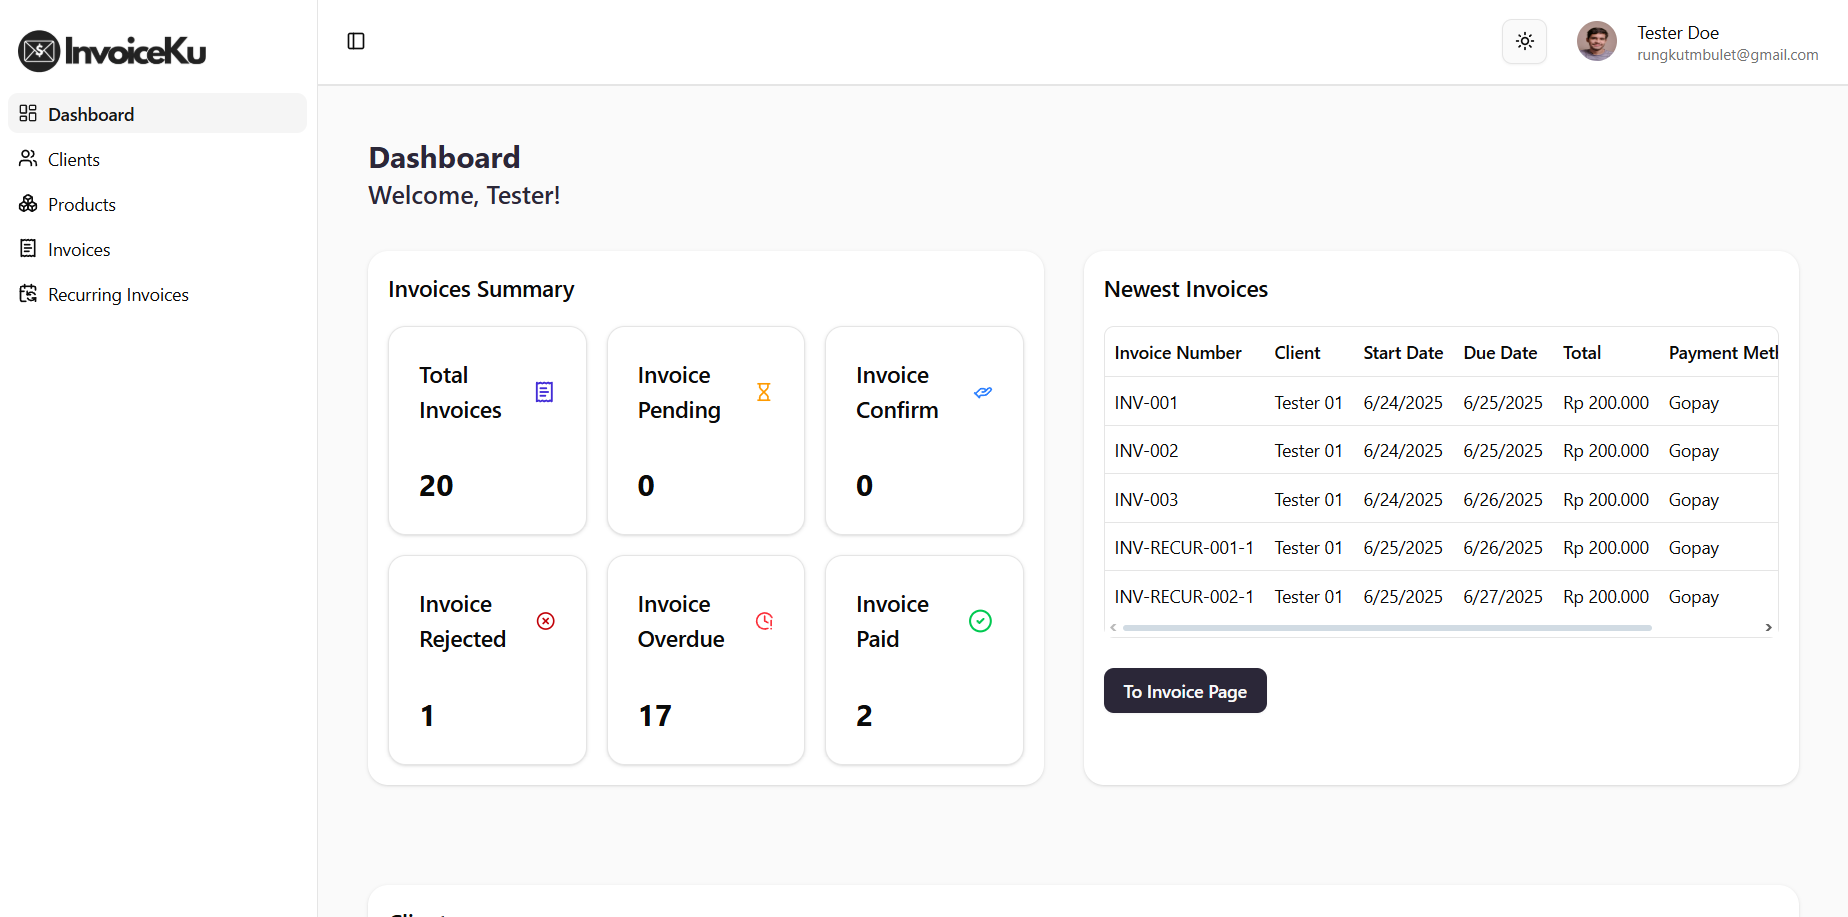 InvoiceKu
Dashboard
Clients
Products
Invoices
Recurring Invoices
Tester Doe
rungkutmbulet@gmail.com
Dashboard
Welcome, Tester!
Invoices Summary
Total
Invoices
20
Invoice
Pending
0
Invoice
Confirm
0
Invoice
Rejected
1
Invoice
Overdue
17
Invoice
Paid
2
Newest Invoices
Invoice Number Client Start Date Due Date Total Payment Metl
INV-001 Tester 01 6/24/2025 6/25/2025 Rp 200.000 Gopay
INV-002 Tester 01 6/24/2025 6/25/2025 Rp 200.000 Gopay
INV-003 Tester 01 6/24/2025 6/26/2025 Rp 200.000 Gopay
INV-RECUR-001-1 Tester 01 6/25/2025 6/26/2025 Rp 200.000 Gopay
INV-RECUR-002-1 Tester 01 6/25/2025 6/27/2025 Rp 200.000 Gopay
To Invoice Page